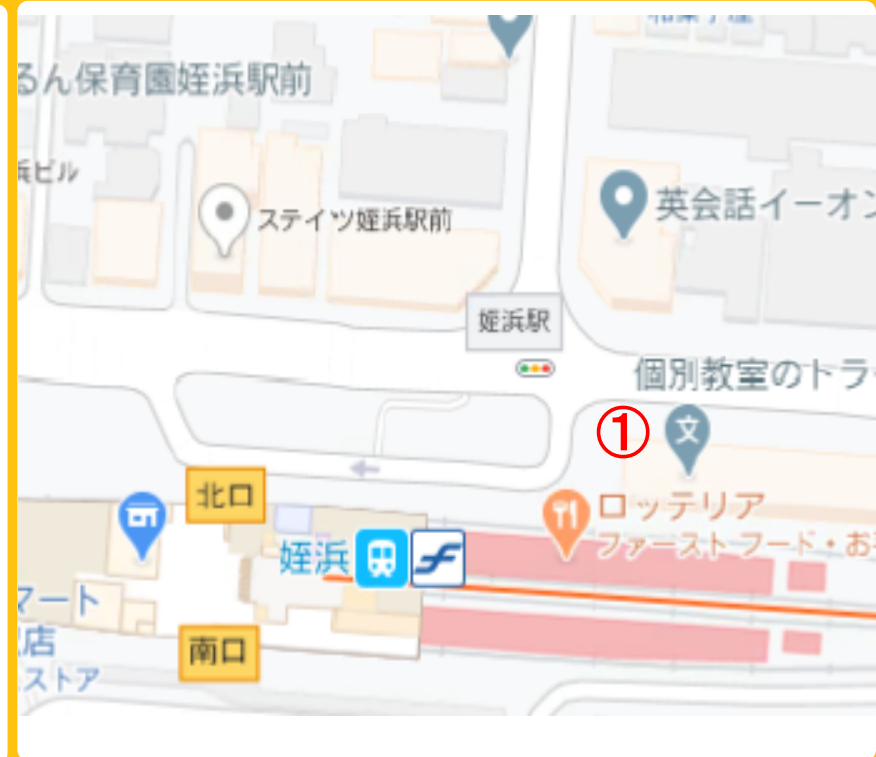 るん保育園姪浜駅前
浜ビル
ステイツ姪浜駅前
英会話イーオン
姪浜駅
個別教室のトラ
①
文
北口
ロッテリア
ファーストフード・お
姪浜
マート
店
南口
ストア